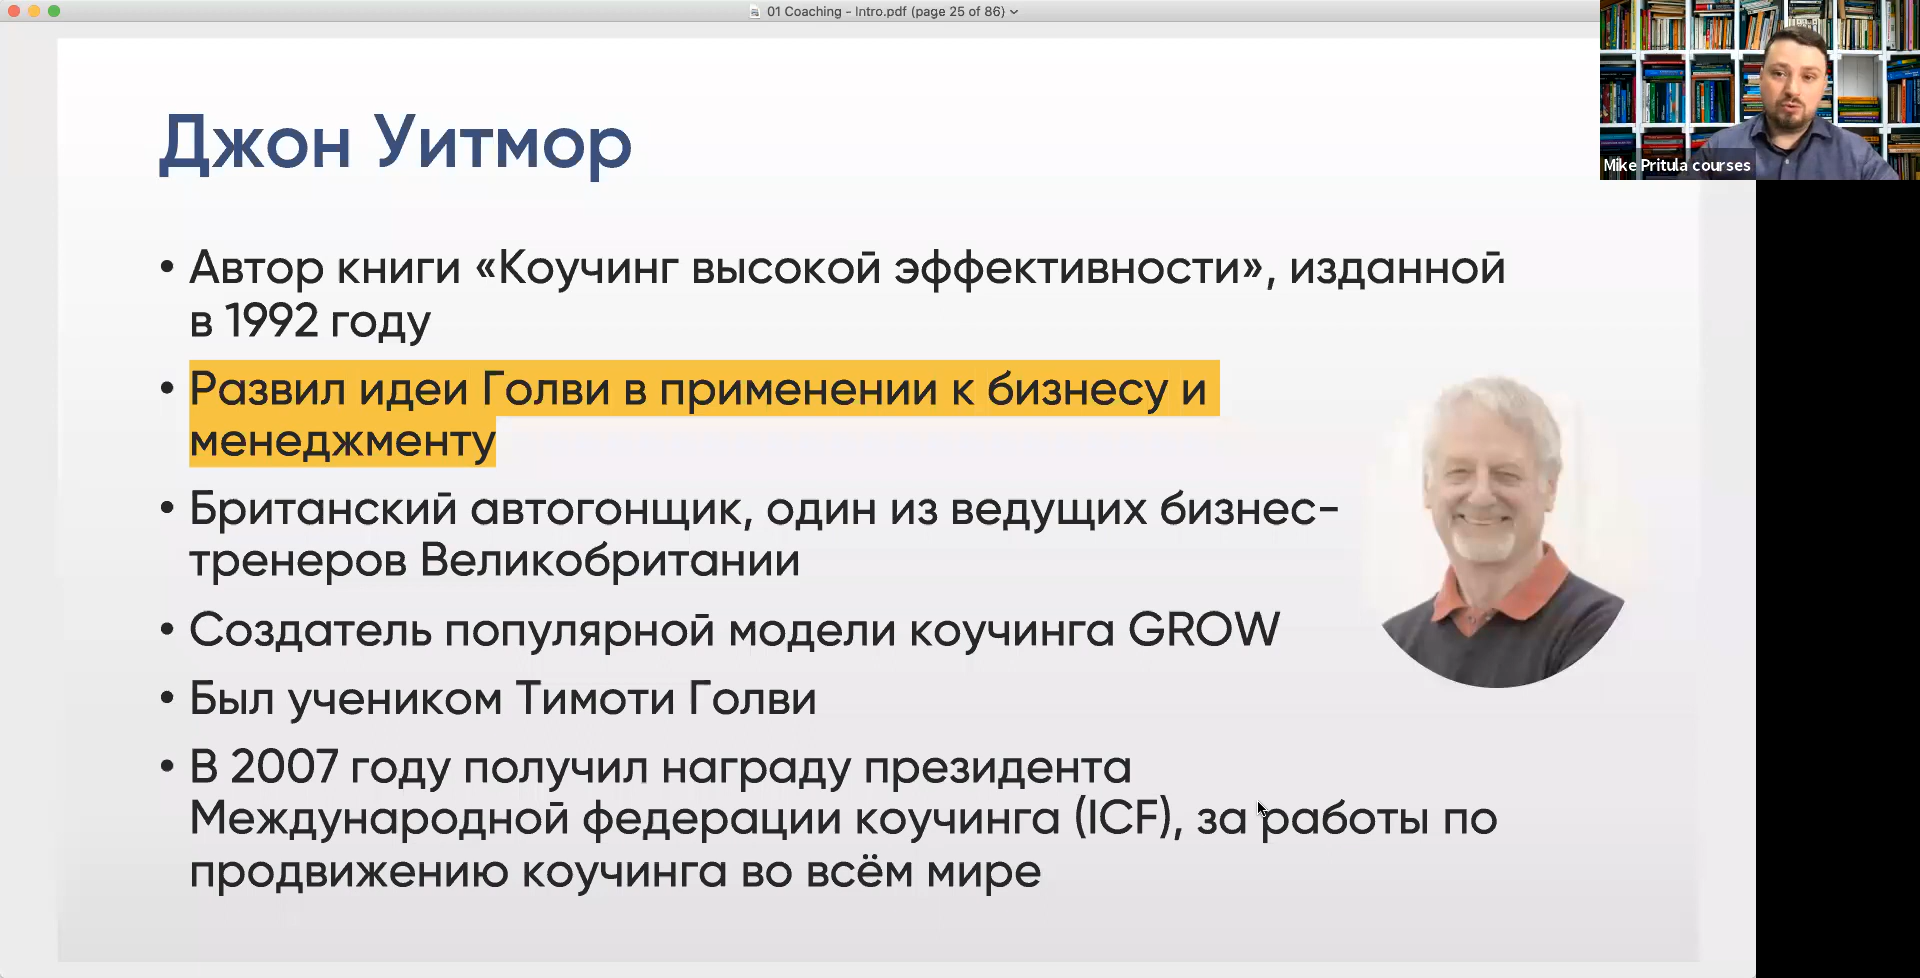 01 Coaching - Intro.pdf (page 25 of 86)
Mike Pritula courses
Джон Уитмор
• Автор книги «Коучинг высокой эффективности», изданной
в 1992 году
• Развил идеи Голви в применении к бизнесу и
менеджменту
• Британский автогонщик, один из ведущих бизнес-
тренеров Великобритании
• Создатель популярной модели коучинга GROW
• Был учеником Тимоти Голви
• В 2007 году получил награду президента
Международной федерации коучинга (ICF), за работы по
продвижению коучинга во всём мире